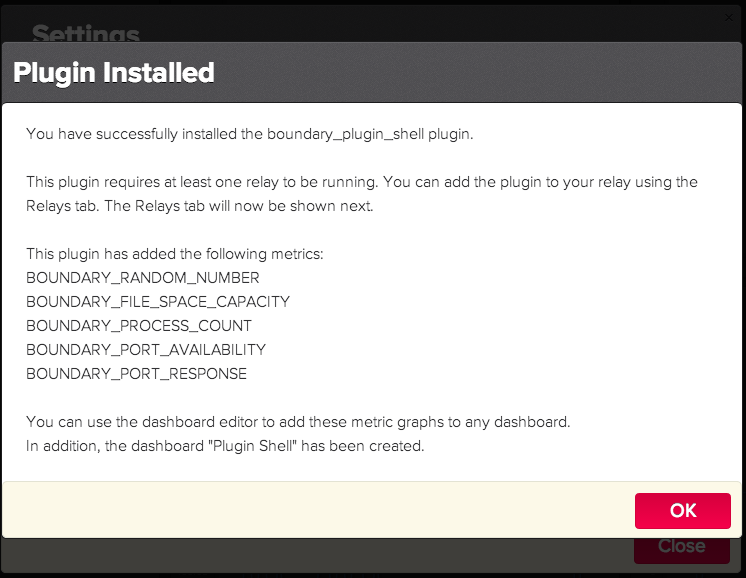 Settings
Plugin Installed
You have successfully installed the boundary_plugin_shell plugin.
This plugin requires at least one relay to be running. You can add the plugin to your relay using the
Relays tab. The Relays tab will now be shown next.
This plugin has added the following metrics:
BOUNDARY_RANDOM_NUMBER
BOUNDARY_FILE_SPACE_CAPACITY
BOUNDARY_PROCESS_COUNT
BOUNDARY_PORT_AVAILABILITY
BOUNDARY_PORT_RESPONSE
You can use the dashboard editor to add these metric graphs to any dashboard.
In addition, the dashboard "Plugin Shell" has been created.
OK
Close